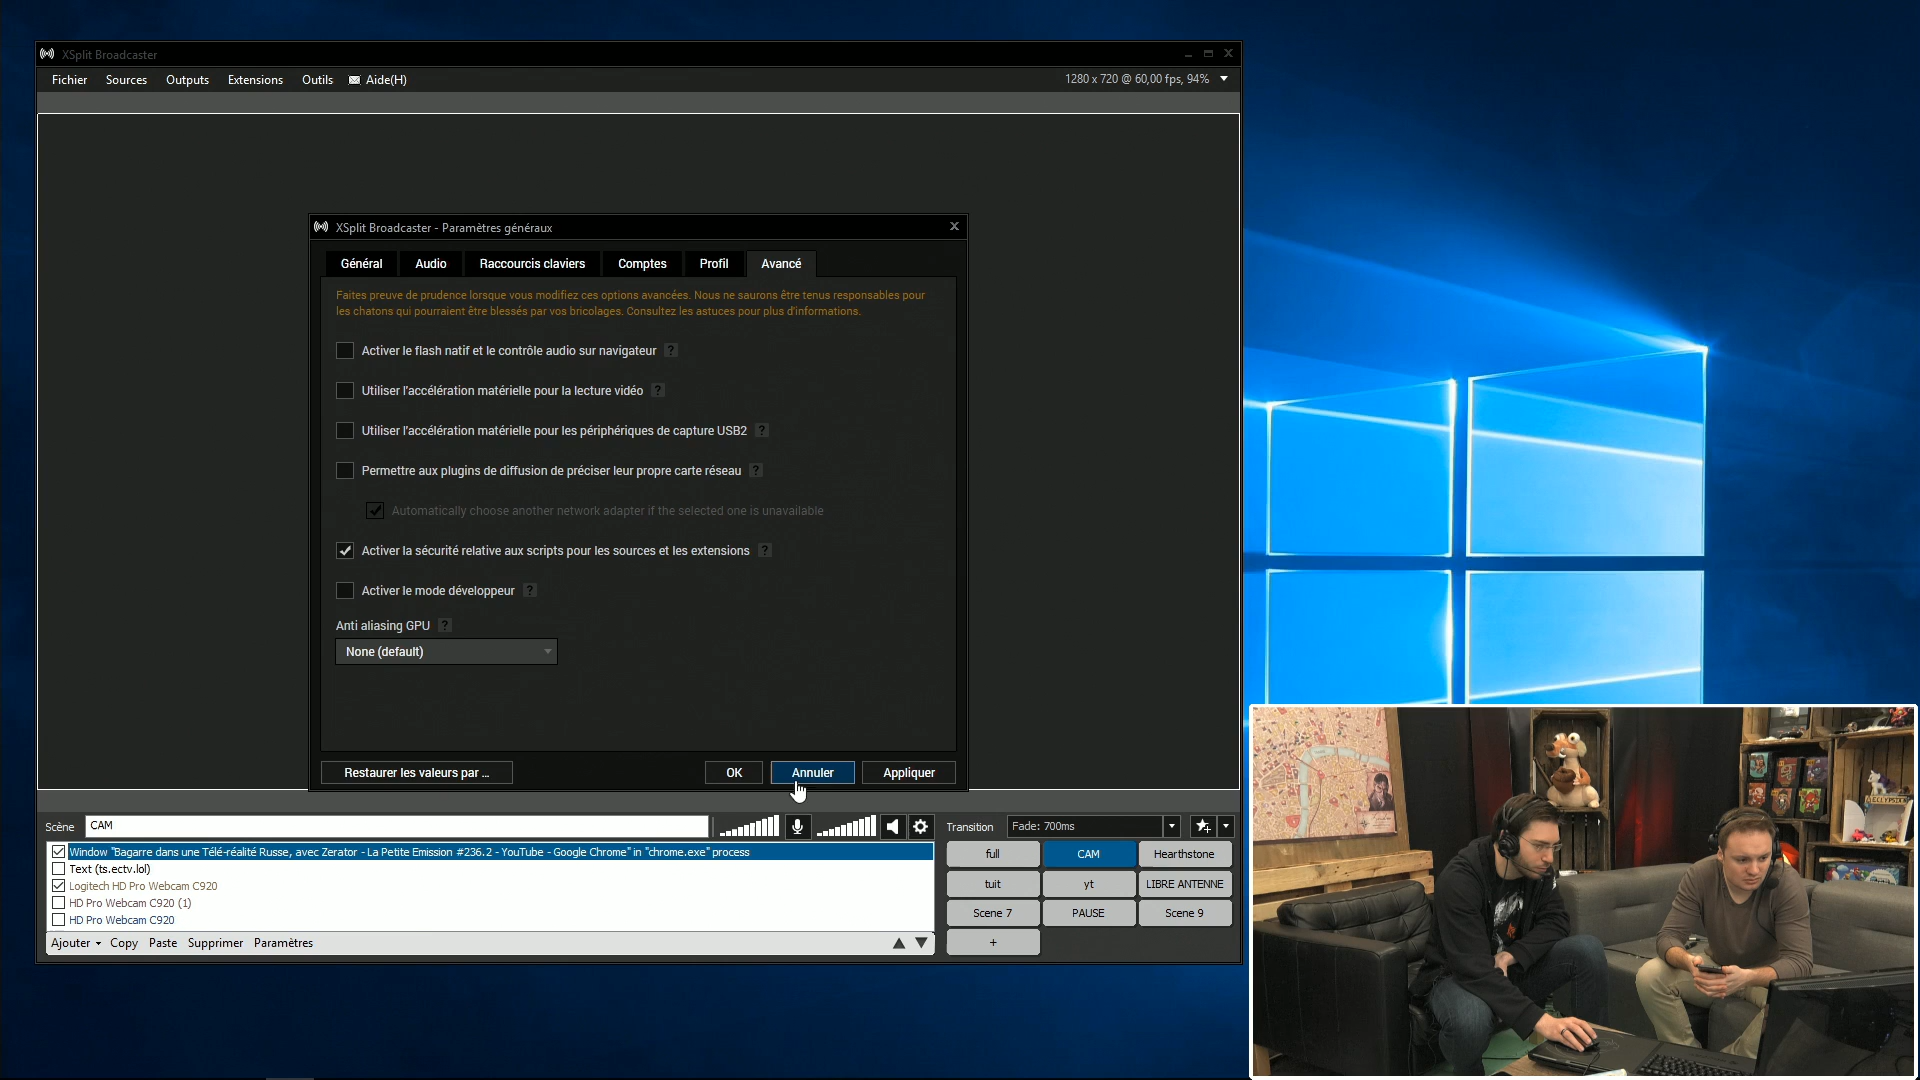 XSplit Broadcaster
Fichier Sources Outputs Extensions Outils Aide(H)
1280 x 720 @ 60,00 fps, 94%
XSplit Broadcaster - Paramètres généraux
Général Audio Raccourcis claviers Comptes Profil Avancé
Faites preuve de prudence lorsque vous modifiez ces options avancées. Nous ne saurons être tenus responsables pour
les chatons qui pourraient être blessés par vos bricolages. Consultez les astuces pour plus d'informations.
Activer le flash natif et le contrôle audio sur navigateur ?
Utiliser l'accélération matérielle pour la lecture vidéo ?
Utiliser l'accélération matérielle pour les périphériques de capture USB2 ?
Permettre aux plugins de diffusion de préciser leur propre carte réseau ?
Automatically choose another network adapter if the selected one is unavailable
Activer la sécurité relative aux scripts pour les sources et les extensions ?
Activer le mode développeur ?
Anti aliasing GPU ?
None (default)
Restaurer les valeurs par ... OK Annuler Appliquer
Scène CAM
Window "Bagarre dans une Télé-réalité Russe, avec Zerator - La Petite Emission #236.2 - YouTube - Google Chrome" in "chrome.exe" process
Text (ts.ectv.lol)
Logitech HD Pro Webcam C920
HD Pro Webcam C920 (1)
HD Pro Webcam C920
Ajouter Copy Paste Supprimer Paramètres
Transition Fade: 700ms
full CAM Hearthstone
tuit yt LIBRE ANTENNE
Scene 7 PAUSE Scene 9
+